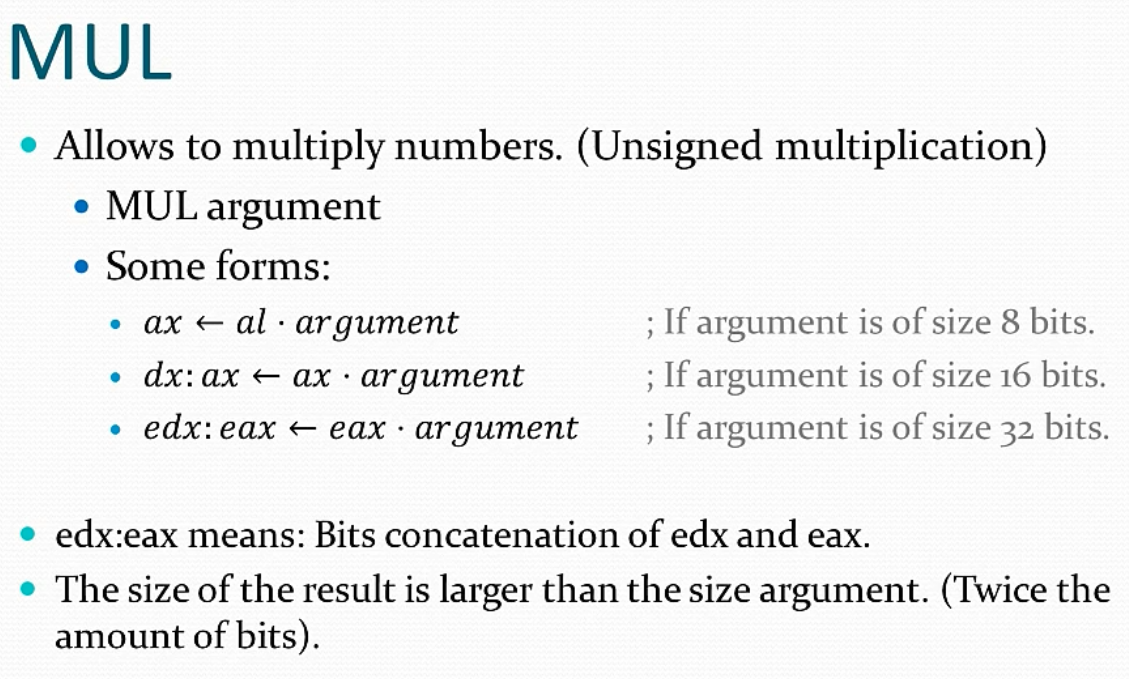 MUL
Allows to multiply numbers. (Unsigned multiplication)
MUL argument
Some forms:
ax ← al · argument ; If argument is of size 8 bits.
dx: ax ← ax · argument ; If argument is of size 16 bits.
edx: eax ← eax · argument ; If argument is of size 32 bits.
edx:eax means: Bits concatenation of edx and eax.
The size of the result is larger than the size argument. (Twice the
amount of bits).